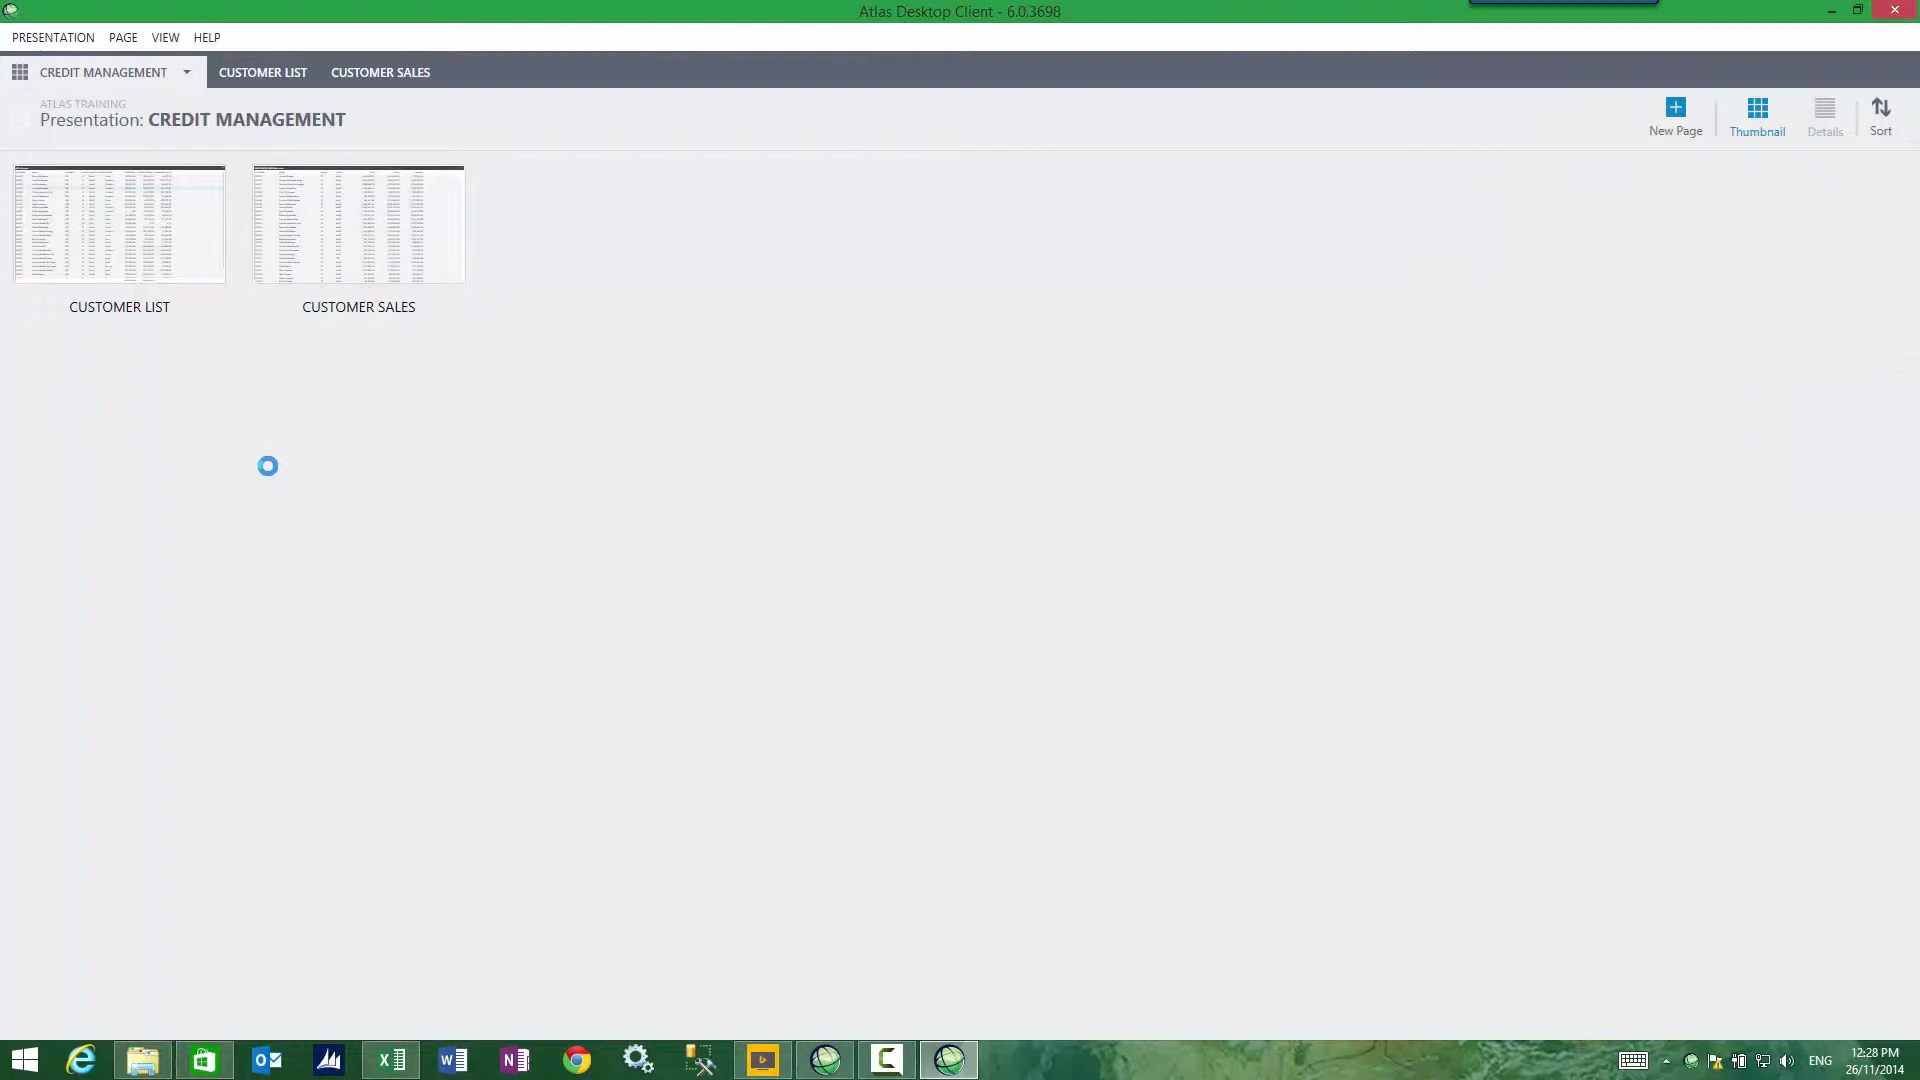 Atlas Desktop Client - 6.0.3698
PRESENTATION PAGE VIEW HELP
CREDIT MANAGEMENT CUSTOMER LIST CUSTOMER SALES
ATLAS TRAINING
Presentation: CREDIT MANAGEMENT
New Page Thumbnail Details Sort
CUSTOMER LIST CUSTOMER SALES
ENG
12:28 PM
26/11/2014